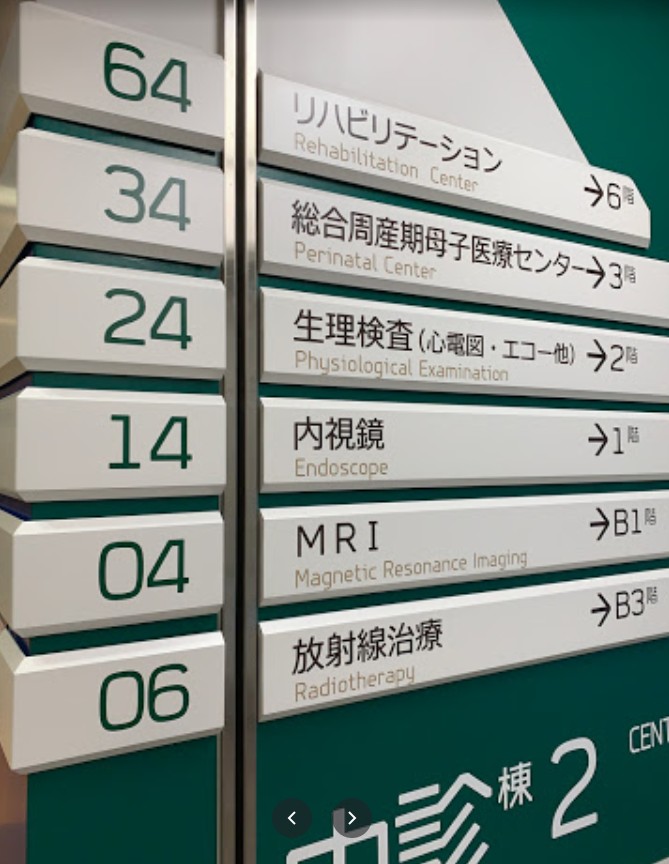 64
リハビリテーション
Rehabilitation Center
→6階
34
総合周産期母子医療センター→3階
Perinatal Center
24
生理検査(心電図・エコー他) →2階
Physiological Examination
14
内視鏡 →1階
Endoscope
04
MRI →B1階
Magnetic Resonance Imaging
06
放射線治療 →B3階
Radiotherapy
中診棟2
CENT